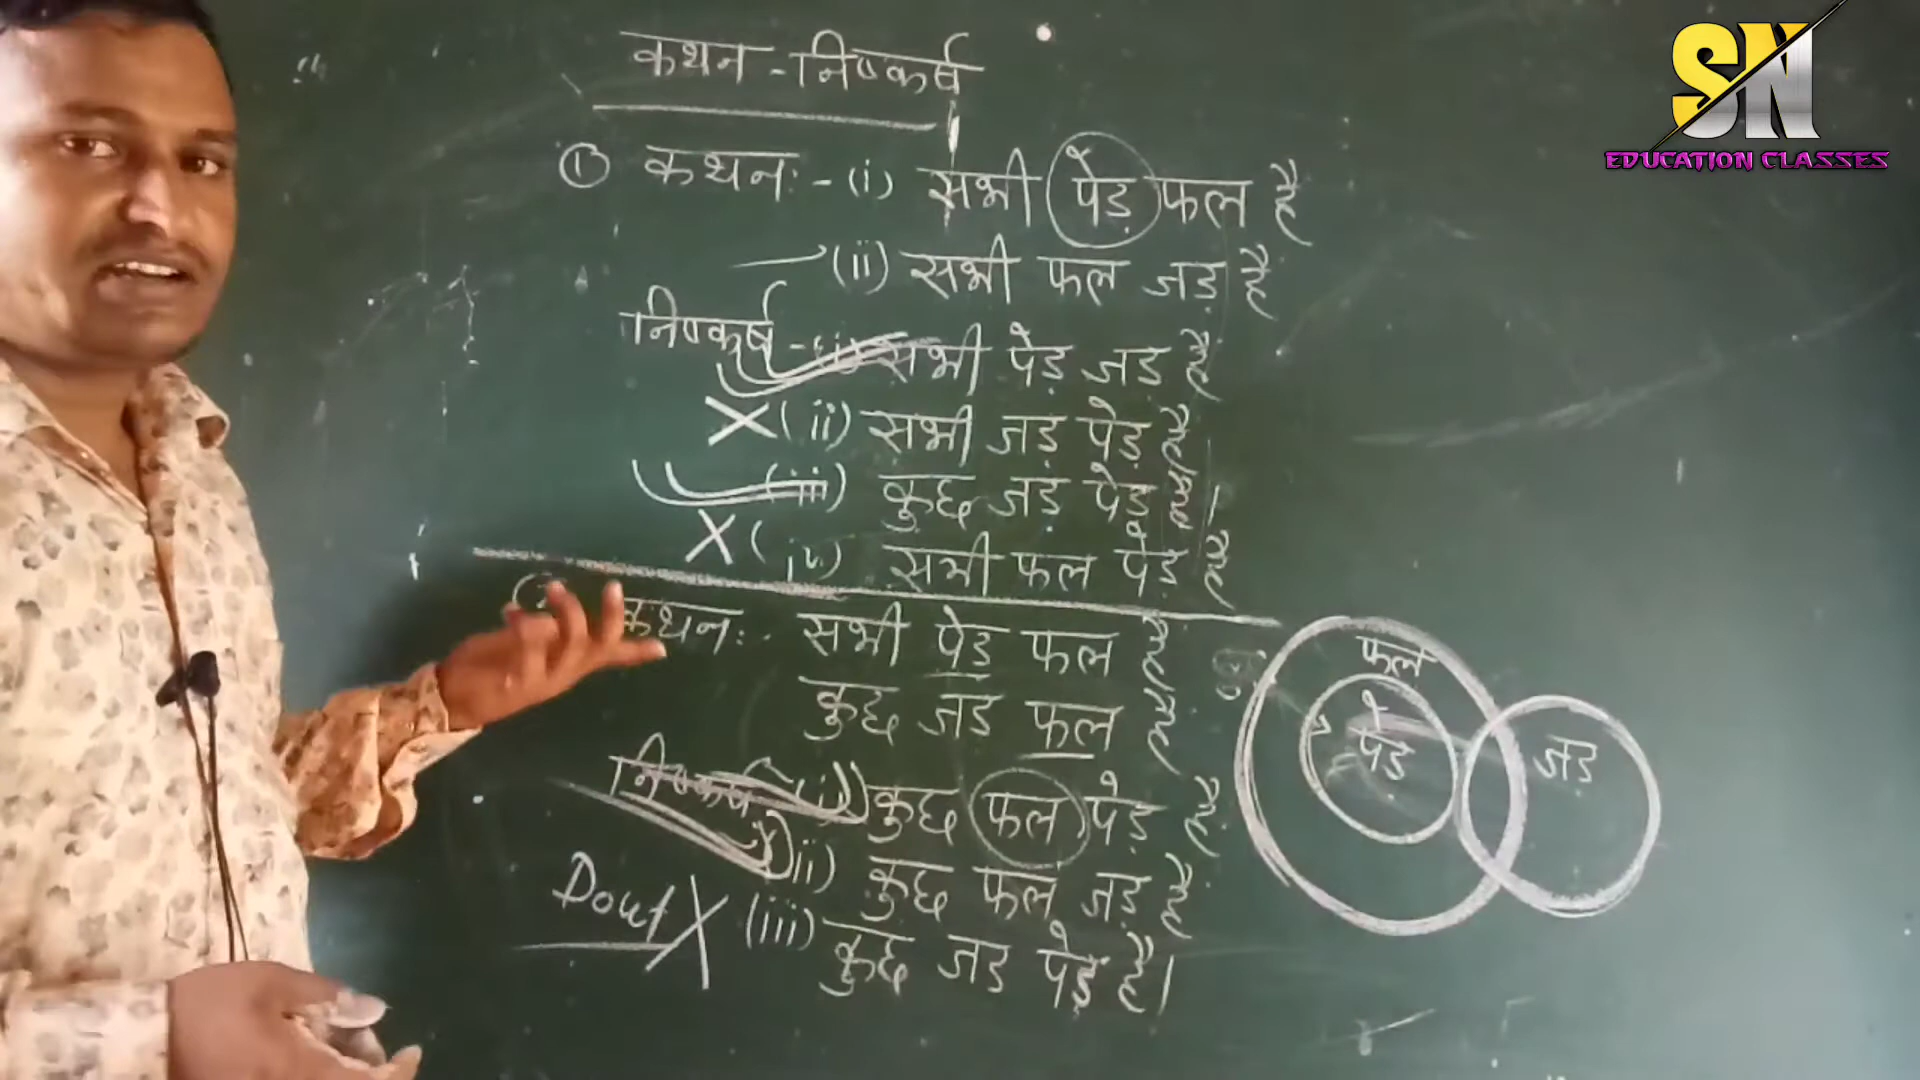 कथन - निष्कर्ष
SN
EDUCATION CLASSES
① कथनः - (i) सभी पेड़ फल है
(ii) सभी फल जड़ है
निष्कर्ष - (i) सभी पेड़ जड़ है
X (ii) सभी जड़ पेड़ है
(iii) कुछ जड़ पेड़ है।
X (iv) सभी फल पेड़ है
② कथनः - सभी पेड़ फल है
कुछ जड़ फल है
निष्कर्ष (i) कुछ फल पेड़ है
(ii) कुछ फल जड़ है
Dout X (iii) कुछ जड़ पेड़ है।
फल
पेड़
जड़